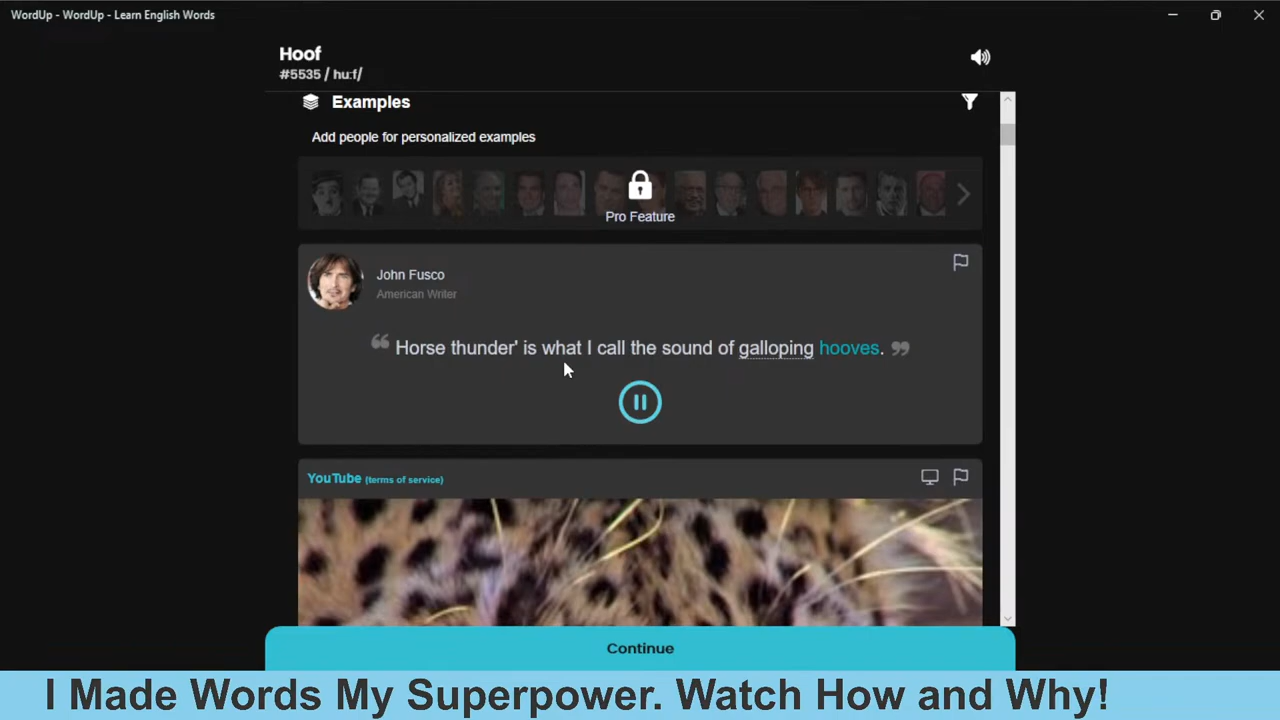 WordUp - WordUp - Learn English Words
Hoof
#5535 / huːf/
Examples
Add people for personalized examples
Pro Feature
John Fusco
American Writer
“ Horse thunder' is what I call the sound of galloping hooves. ”
YouTube (terms of service)
Continue
I Made Words My Superpower. Watch How and Why!